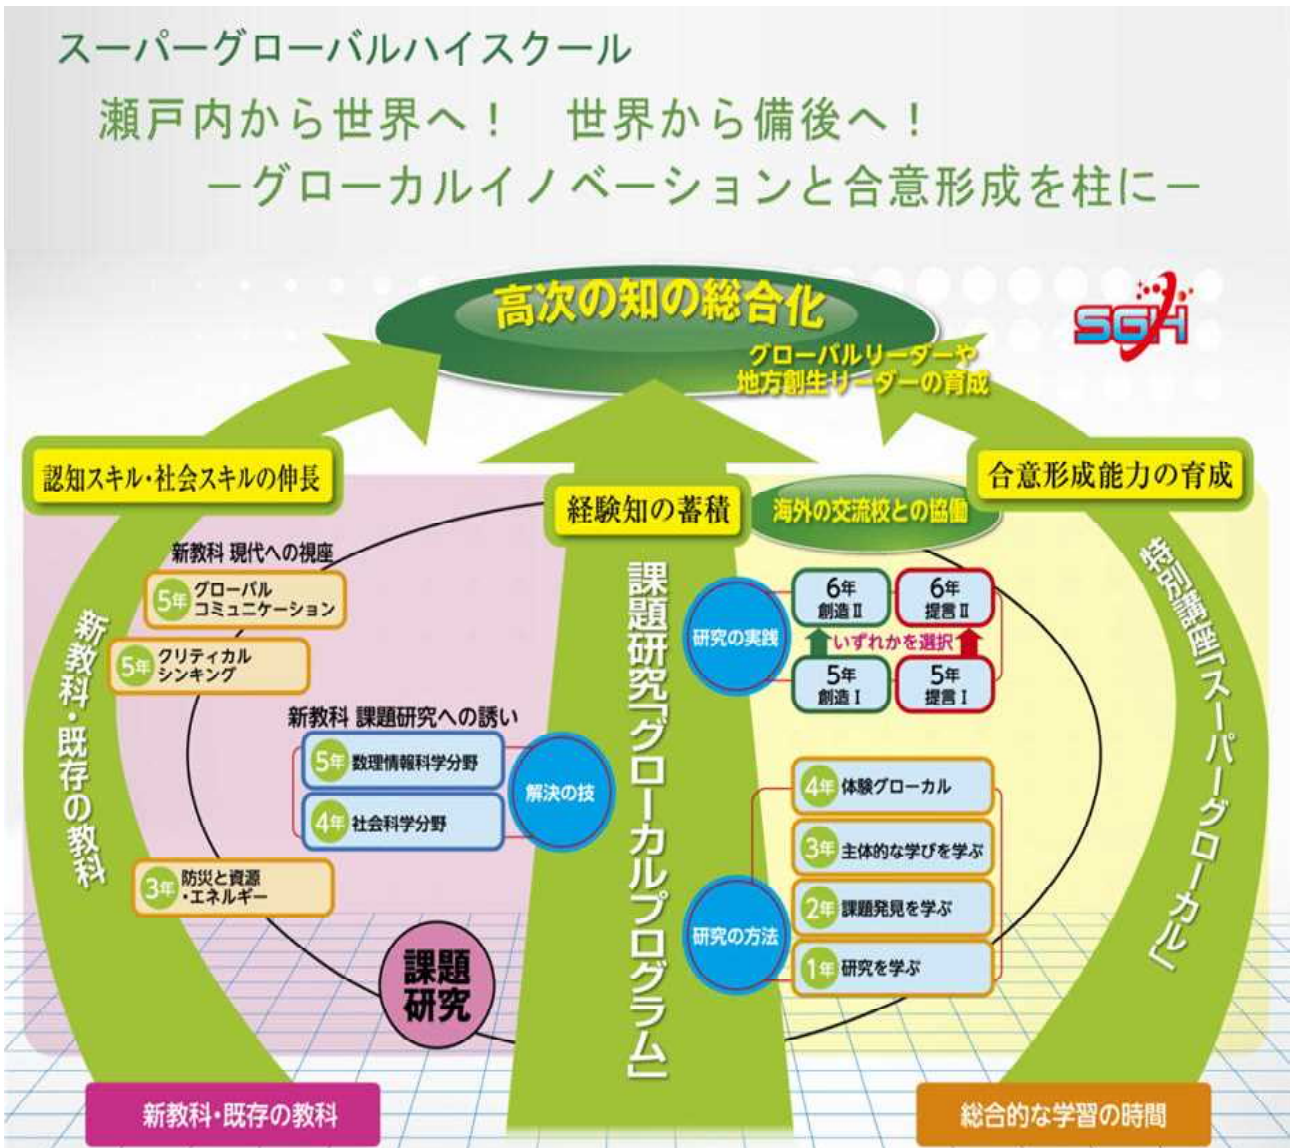 スーパーグローバルハイスクール
瀬戸内から世界へ！　世界から備後へ！
－グローカルイノベーションと合意形成を柱に－
高次の知の総合化
グローバルリーダーや
地方創生リーダーの育成
SGH
認知スキル・社会スキルの伸長
経験知の蓄積
海外の交流校との協働
合意形成能力の育成
新教科・既存の教科
新教科 現代への視座
5年 グローバル
コミュニケーション
5年 クリティカル
シンキング
新教科 課題研究への誘い
5年 数理情報科学分野
4年 社会科学分野
解決の技
3年 防災と資源
・エネルギー
課題
研究
課題研究「グローカルプログラム」
研究の実践
6年
創造Ⅱ
6年
提言Ⅱ
いずれかを選択
5年
創造Ⅰ
5年
提言Ⅰ
4年 体験グローカル
3年 主体的な学びを学ぶ
2年 課題発見を学ぶ
1年 研究を学ぶ
研究の方法
特別講座「スーパーグローカル」
新教科・既存の教科
総合的な学習の時間